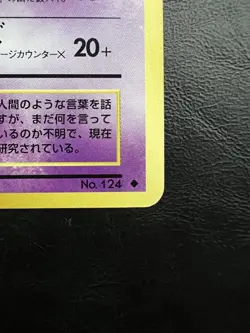 ド
ージカウンター× 20+
人間のような言葉を話
すが、まだ何を言って
いるのか不明で、現在
研究されている。
No. 124 ◆